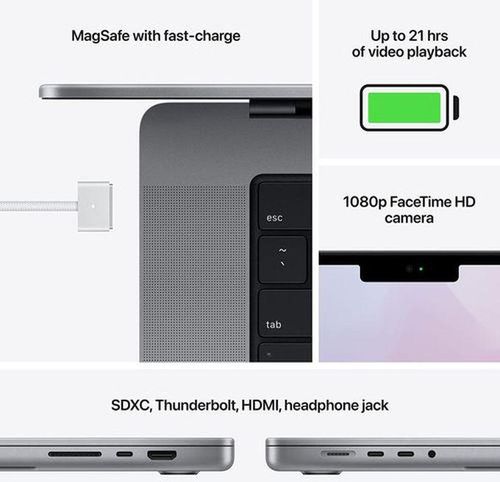 MagSafe with fast-charge
Up to 21 hrs
of video playback
1080p FaceTime HD
camera
esc
~
`
tab
SDXC, Thunderbolt, HDMI, headphone jack